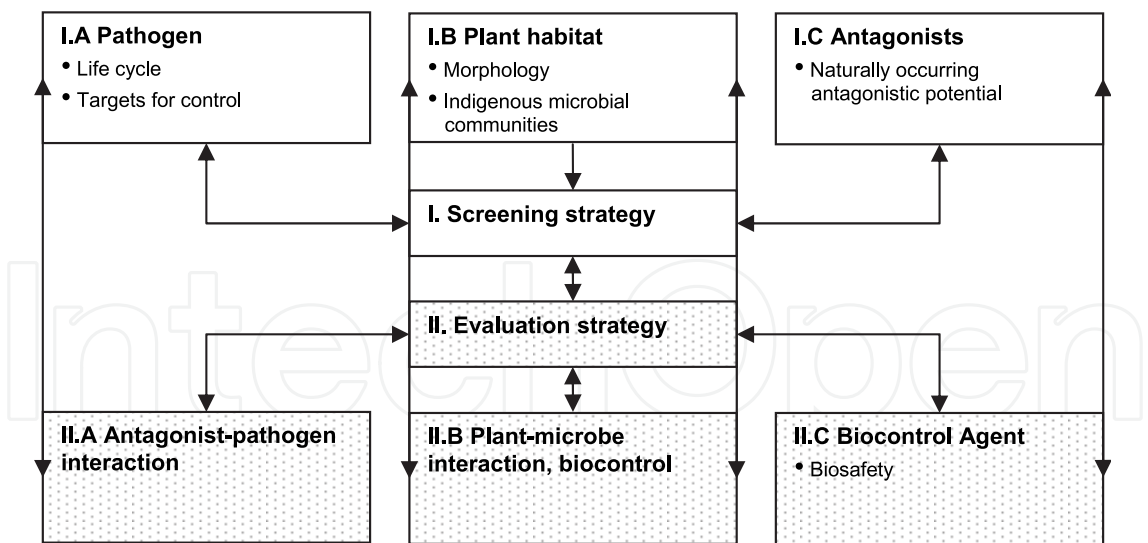 I.A Pathogen
• Life cycle
• Targets for control
I.B Plant habitat
• Morphology
• Indigenous microbial
communities
I.C Antagonists
• Naturally occurring
antagonistic potential
I. Screening strategy
II. Evaluation strategy
II.A Antagonist-pathogen
interaction
II.B Plant-microbe
interaction, biocontrol
II.C Biocontrol Agent
• Biosafety
IntechOpen